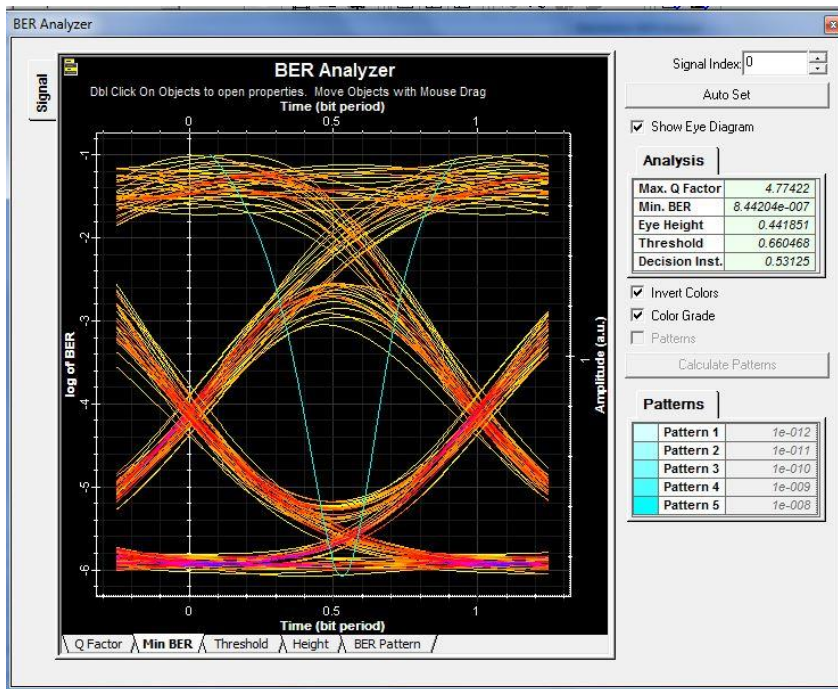 BER Analyzer
Signal
BER Analyzer
Dbl Click On Objects to open properties.  Move Objects with Mouse Drag
Time (bit period)
0 0.5 1
log of BER
-1
-2
-3
-4
-5
-6
Amplitude (a.u.)
1
0 0.5 1
Time (bit period)
Q Factor Min BER Threshold Height BER Pattern
Signal Index: 0
Auto Set
Show Eye Diagram
Analysis
Max. Q Factor 4.77422
Min. BER 8.44204e-007
Eye Height 0.441851
Threshold 0.660468
Decision Inst. 0.53125
Invert Colors
Color Grade
Patterns
Calculate Patterns
Patterns
Pattern 1 1e-012
Pattern 2 1e-011
Pattern 3 1e-010
Pattern 4 1e-009
Pattern 5 1e-008